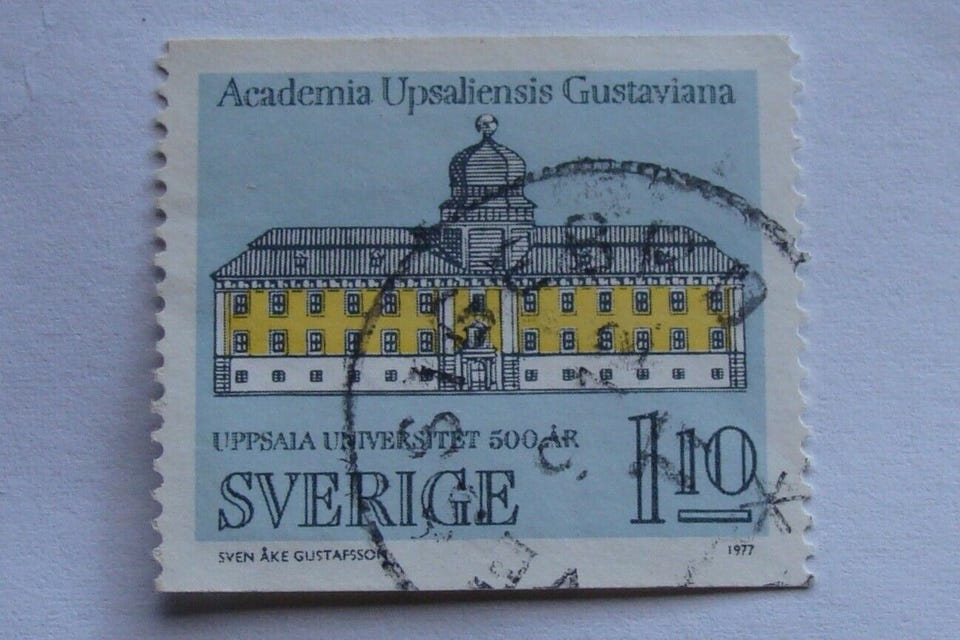 Academia Upsaliensis Gustaviana
UPPSALA UNIVERSITET 500 ÅR
1 10
SVERIGE
SVEN ÅKE GUSTAFSSON
1977